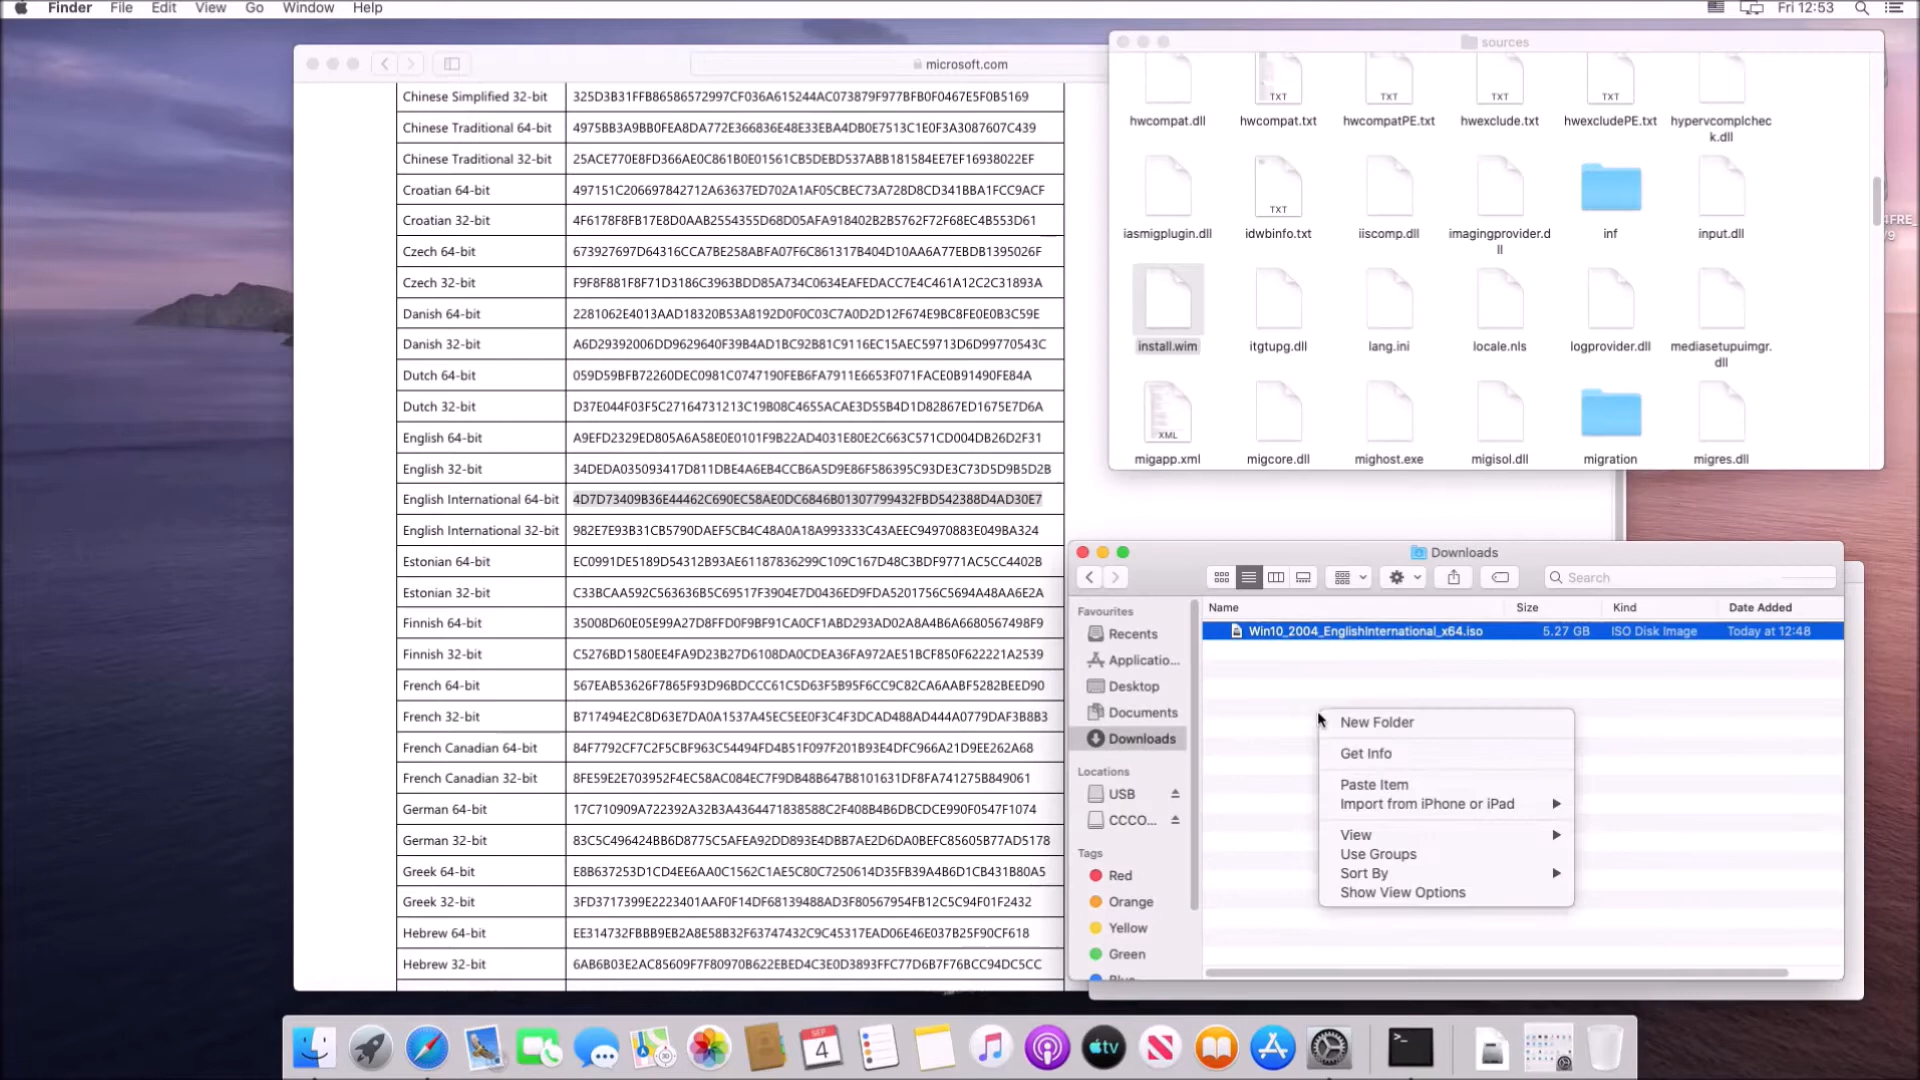 Finder File Edit View Go Window Help
Fri 12:53
microsoft.com
Chinese Simplified 32-bit 325D3B31FFB86586572997CF036A615244AC073879F977BFB0F0467E5F0B5169
Chinese Traditional 64-bit 4975BB3A9BB0FEA8DA772E366836E48E33EBA4DB0E7513C1E0F3A3087607C439
Chinese Traditional 32-bit 25ACE770E8FD366AE0C861B0E01561CB5DEBD537ABB181584EE7EF16938022EF
Croatian 64-bit 497151C206697842712A63637ED702A1AF05CBEC73A728D8CD341BBA1FCC9ACF
Croatian 32-bit 4F6178F8FB17E8D0AAB2554355D68D05AFA918402B2B5762F72F68EC4B553D61
Czech 64-bit 673927697D64316CCA7BE258ABFA07F6C861317B404D10AA6A77EBDB1395026F
Czech 32-bit F9F8F881F8F71D3186C3963BDD85A734C0634EAFEDACC7E4C461A12C2C31893A
Danish 64-bit 2281062E4013AAD18320B53A8192D0F0C03C7A0D2D12F674E9BC8FE0E0B3C59E
Danish 32-bit A6D29392006DD9629640F39B4AD1BC92B81C9116EC15AEC59713D6D99770543C
Dutch 64-bit 059D59BFB72260DEC0981C0747190FEB6FA7911E6653F071FACE0B91490FE84A
Dutch 32-bit D37E044F03F5C27164731213C19B08C4655ACAE3D55B4D1D82867ED1675E7D6A
English 64-bit A9EFD2329ED805A6A58E0E0101F9B22AD4031E80E2C663C571CD004DB26D2F31
English 32-bit 34DEDA035093417D811DBE4A6EB4CCB6A5D9E86F586395C93DE3C73D5D9B5D2B
English International 64-bit 4D7D73409B36E44462C690EC58AE0DC6846B01307799432FBD542388D4AD30E7
English International 32-bit 982E7E93B31CB5790DAEF5CB4C48A0A18A993333C43AEEC94970883E049BA324
Estonian 64-bit EC0991DE5189D54312B93AE61187836299C109C167D48C3BDF9771AC5CC4402B
Estonian 32-bit C33BCAA592C563636B5C69517F3904E7D0436ED9FDA5201756C5694A48AA6E2A
Finnish 64-bit 35008D60E05E99A27D8FFD0F9BF91CA0CF1ABD293AD02A8A4B6A6680567498F9
Finnish 32-bit C5276BD1580EE4FA9D23B27D6108DA0CDEA36FA972AE51BCF850F622221A2539
French 64-bit 567EAB53626F7865F93D96BDCCC61C5D63F5B95F6CC9C82CA6AABF5282BEED90
French 32-bit B717494E2C8D63E7DA0A1537A45EC5EE0F3C4F3DCAD488AD444A0779DAF3B8B3
French Canadian 64-bit 84F7792CF7C2F5CBF963C54494FD4B51F097F201B93E4DFC966A21D9EE262A68
French Canadian 32-bit 8FE59E2E703952F4EC58AC084EC7F9DB48B647B8101631DF8FA741275B849061
German 64-bit 17C710909A722392A32B3A4364471838588C2F408B4B6DBCDCE990F0547F1074
German 32-bit 83C5C496424BB6D8775C5AFEA92DD893E4DBB7AE2D6DA0BEFC85605B77AD5178
Greek 64-bit E8B637253D1CD4EE6AA0C1562C1AE5C80C7250614D35FB39A4B6D1CB431B80A5
Greek 32-bit 3FD3717399E2223401AAF0F14DF68139488AD3F80567954FB12C5C94F01F2432
Hebrew 64-bit EE314732FBBB9EB2A8E58B32F63747432C9C45317EAD06E46E037B25F90CF618
Hebrew 32-bit 6AB6B03E2AC85609F7F80970B622EBED4C3E0D3893FFC77D6B7F76BCC94DC5CC
sources
TXT TXT TXT TXT
hwcompat.dll hwcompat.txt hwcompatPE.txt hwexclude.txt hwexcludePE.txt hypervcomplchec
k.dll
TXT
iasmigplugin.dll idwbinfo.txt iiscomp.dll imagingprovider.d inf input.dll
ll
install.wim itgtupg.dll lang.ini locale.nls logprovider.dll mediasetupuimgr.
dll
XML
migapp.xml migcore.dll mighost.exe migisol.dll migration migres.dll
Downloads
Search
Favourites
Recents
Applicatio...
Desktop
Documents
Downloads
Locations
USB
CCCO...
Tags
Red
Orange
Yellow
Green
Name Size Kind Date Added
Win10_2004_EnglishInternational_x64.iso 5.27 GB ISO Disk Image Today at 12:48
New Folder
Get Info
Paste Item
Import from iPhone or iPad
View
Use Groups
Sort By
Show View Options
SEP
4
tv